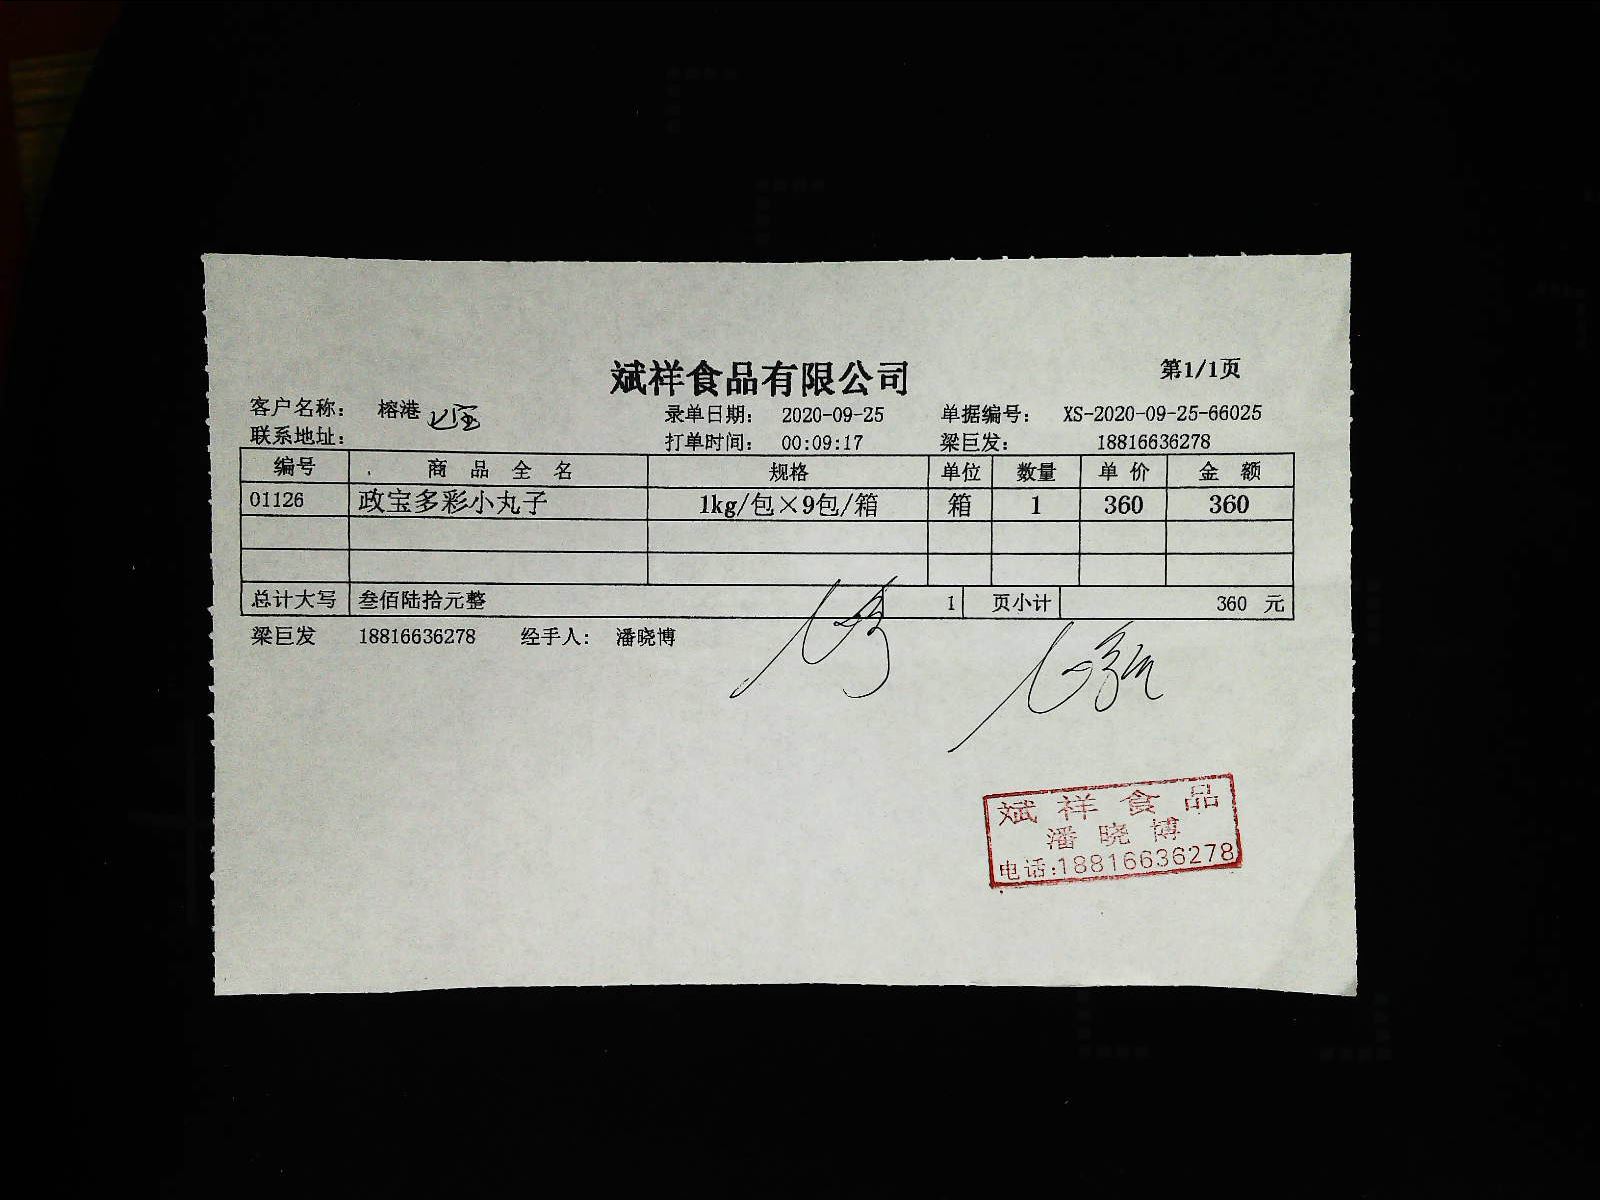 斌祥食品有限公司
第1/1页
客户名称： 榕港
录单日期： 2020-09-25
单据编号： XS-2020-09-25-66025
联系地址：
打单时间： 00:09:17
梁巨发： 18816636278
编号 商品全名 规格 单位 数量 单价 金额
01126 政宝多彩小丸子 1kg/包×9包/箱 箱 1 360 360
总计大写 叁佰陆拾元整 1 页小计 360 元
梁巨发 18816636278 经手人： 潘晓博
斌祥食品
潘晓博
电话:18816636278